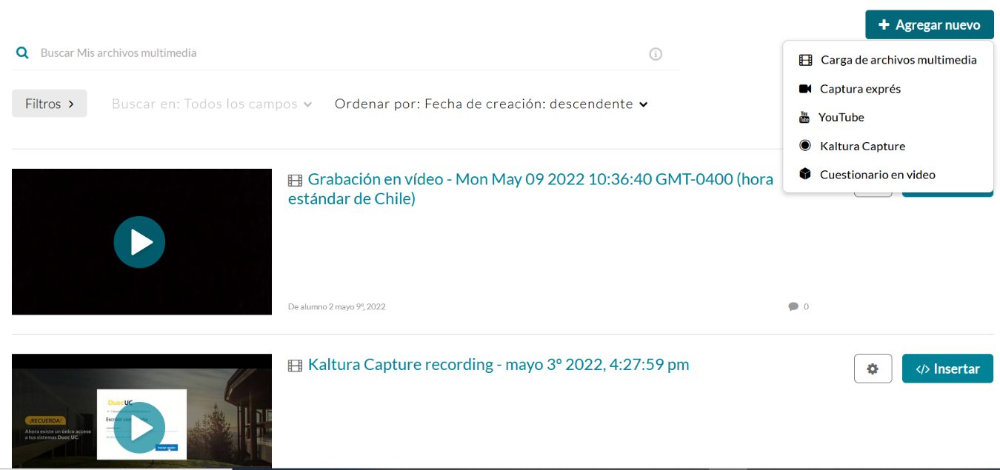 Agregar nuevo
Buscar Mis archivos multimedia
Carga de archivos multimedia
Captura exprés
YouTube
Kaltura Capture
Cuestionario en video
Filtros
Buscar en: Todos los campos
Ordenar por: Fecha de creación: descendente
Grabación en vídeo - Mon May 09 2022 10:36:40 GMT-0400 (hora
estándar de Chile)
De alumno 2 mayo 9º, 2022
0
Kaltura Capture recording - mayo 3º 2022, 4:27:59 pm
</> Insertar
Duoc UC
¡RECUERDA!
Ahora existe un único acceso
a tus sistemas Duoc UC.
Iniciar sesión